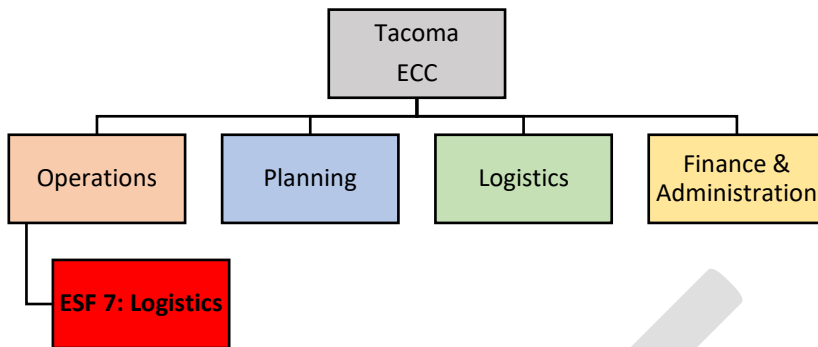 Tacoma
ECC
Operations
Planning
Logistics
Finance &
Administration
ESF 7: Logistics